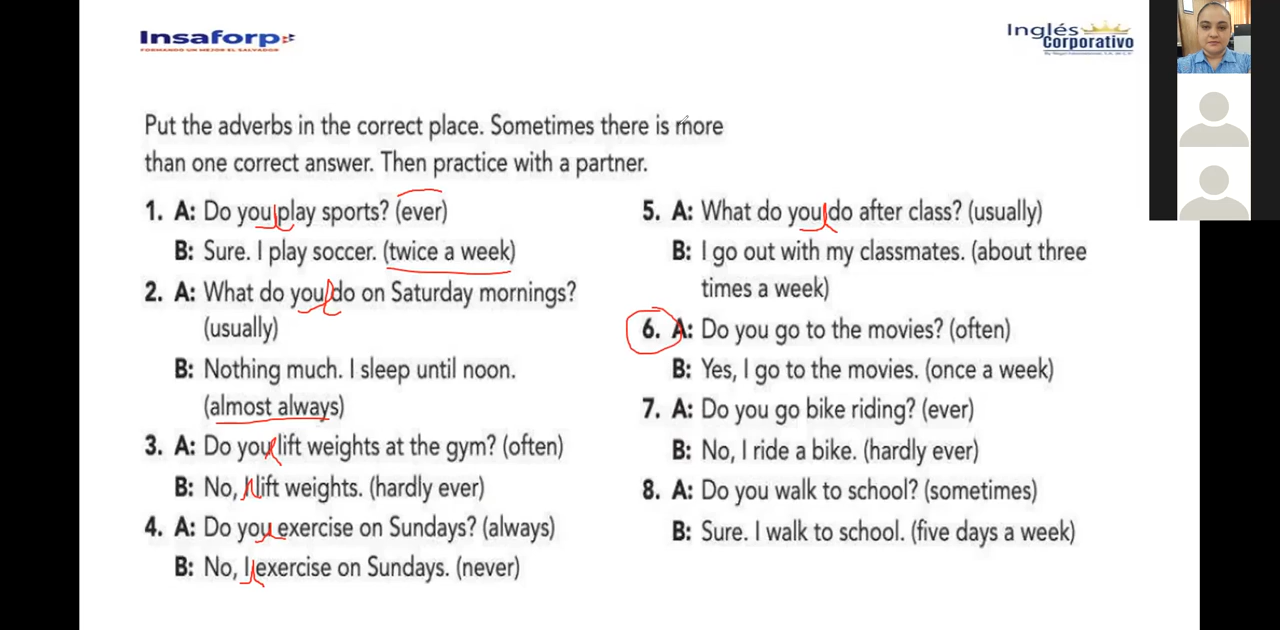 Insaforp
FORMANDO UN MEJOR EL SALVADOR
Inglés
Corporativo
Put the adverbs in the correct place. Sometimes there is more
than one correct answer. Then practice with a partner.
1. A: Do you play sports? (ever)
B: Sure. I play soccer. (twice a week)
2. A: What do you do on Saturday mornings?
(usually)
B: Nothing much. I sleep until noon.
(almost always)
3. A: Do you lift weights at the gym? (often)
B: No, I lift weights. (hardly ever)
4. A: Do you exercise on Sundays? (always)
B: No, I exercise on Sundays. (never)
5. A: What do you do after class? (usually)
B: I go out with my classmates. (about three
times a week)
6. A: Do you go to the movies? (often)
B: Yes, I go to the movies. (once a week)
7. A: Do you go bike riding? (ever)
B: No, I ride a bike. (hardly ever)
8. A: Do you walk to school? (sometimes)
B: Sure. I walk to school. (five days a week)